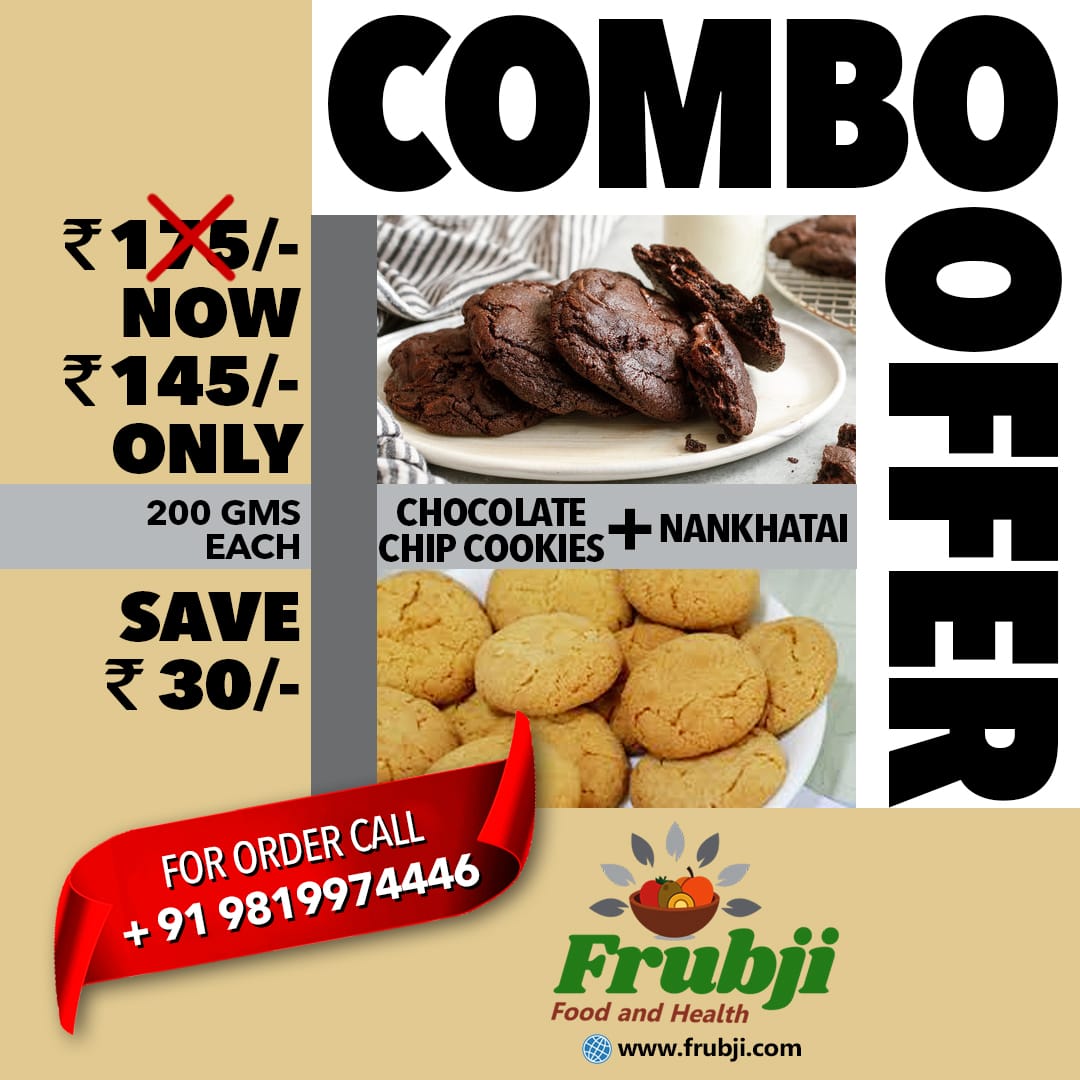 COMBO
OFFER
₹175/-
NOW
₹145/-
ONLY
200 GMS
EACH
SAVE
₹ 30/-
CHOCOLATE
CHIP COOKIES
+
NANKHATAI
FOR ORDER CALL
+ 91 9819974446
Frubji
Food and Health
www.frubji.com